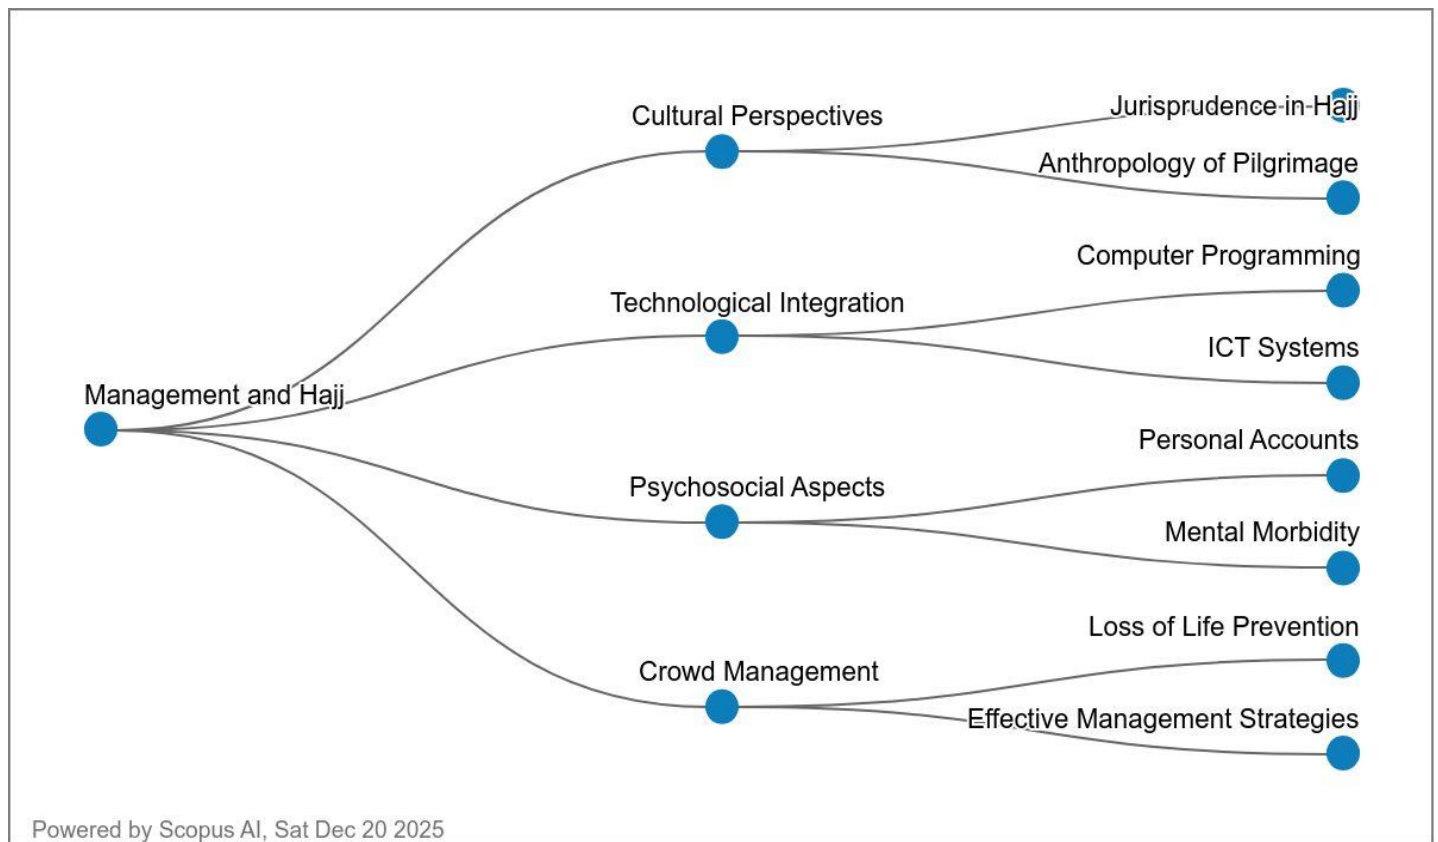 Jurisprudence in Hajj
Cultural Perspectives
Anthropology of Pilgrimage
Computer Programming
Technological Integration
ICT Systems
Management and Hajj
Personal Accounts
Psychosocial Aspects
Mental Morbidity
Loss of Life Prevention
Crowd Management
Effective Management Strategies
Powered by Scopus AI, Sat Dec 20 2025